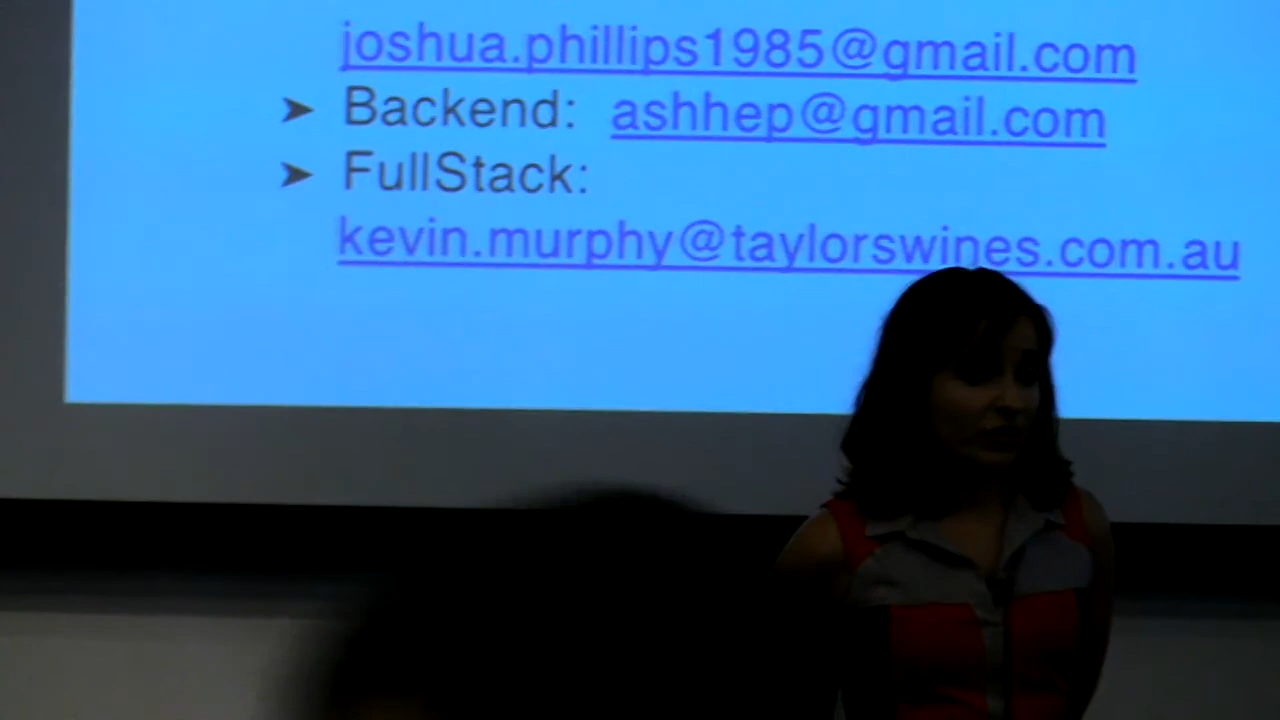 joshua.phillips1985@gmail.com
➤ Backend: ashhep@gmail.com
➤ FullStack:
kevin.murphy@taylorswines.com.au